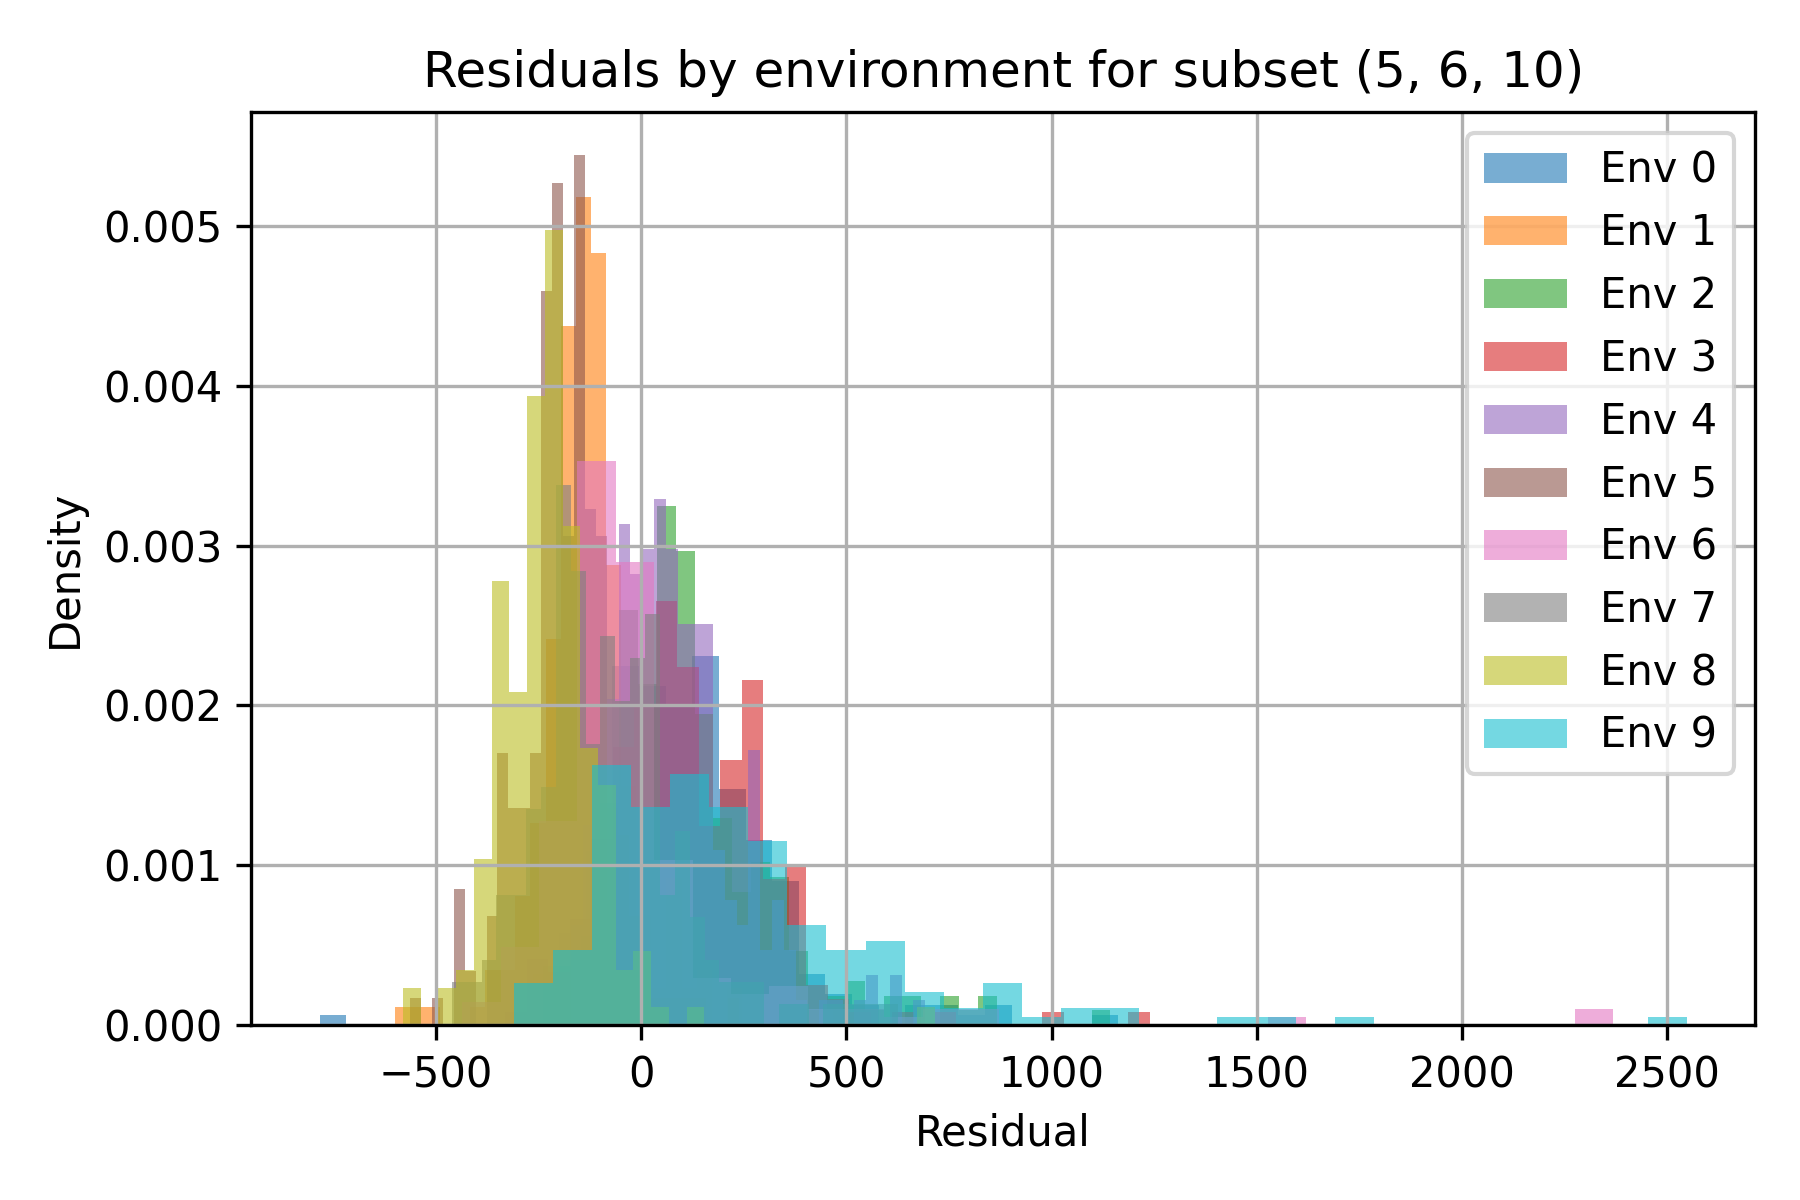 Residuals by environment for subset (5, 6, 10)
Density
0.005
0.004
0.003
0.002
0.001
0.000
−500
0
500
1000
1500
2000
2500
Residual
Env 0
Env 1
Env 2
Env 3
Env 4
Env 5
Env 6
Env 7
Env 8
Env 9